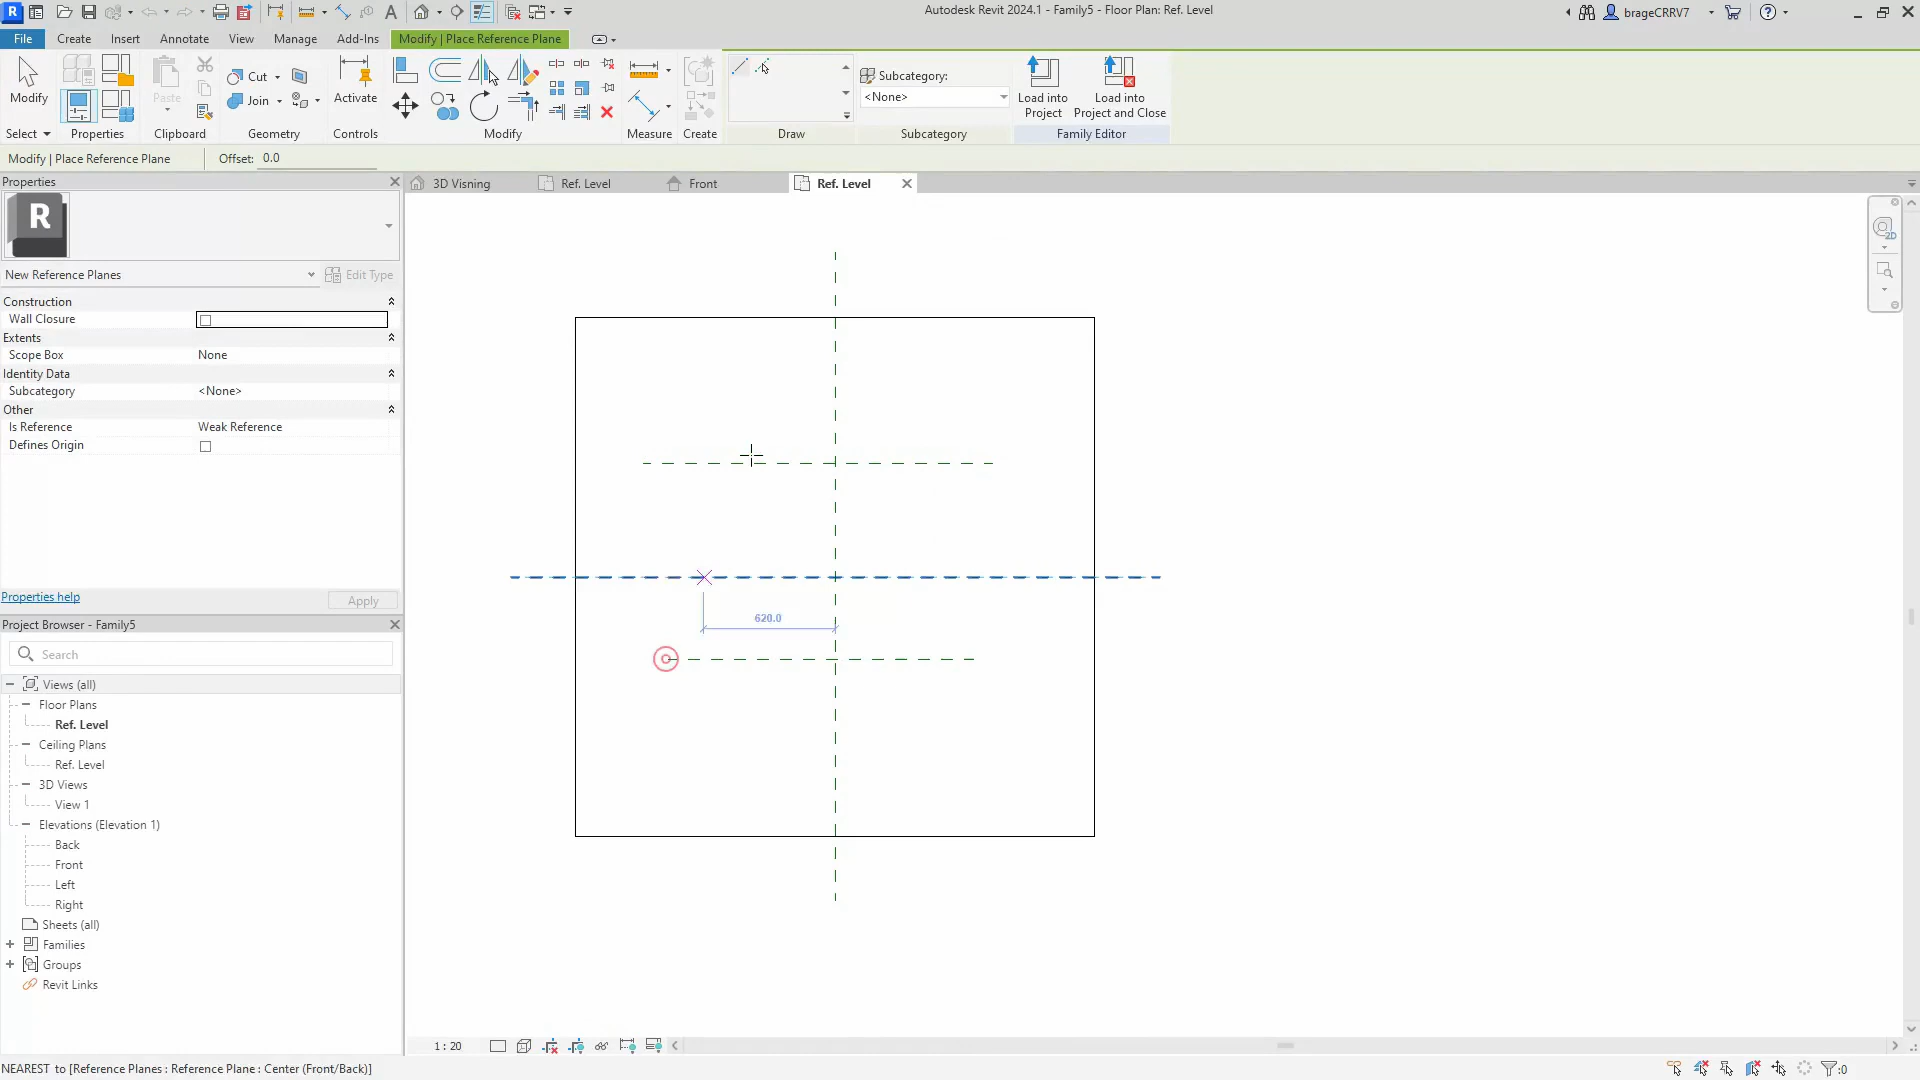 R
Autodesk Revit 2024.1 - Family5 - Floor Plan: Ref. Level
brageCRRV7
File
Create
Insert
Annotate
View
Manage
Add-Ins
Modify | Place Reference Plane
Modify
Paste
Cut
Join
Activate
Subcategory:
<None>
Load into
Project
Load into
Project and Close
Select
Properties
Clipboard
Geometry
Controls
Modify
Measure
Create
Draw
Subcategory
Family Editor
Modify | Place Reference Plane
Offset: 0.0
Properties
3D Visning
Ref. Level
Front
Ref. Level
R
2D
New Reference Planes
Edit Type
Construction
Wall Closure
Extents
Scope Box
None
Identity Data
Subcategory
<None>
Other
Is Reference
Weak Reference
Defines Origin
Properties help
Apply
620.0
Project Browser - Family5
Search
Views (all)
Floor Plans
Ref. Level
Ceiling Plans
Ref. Level
3D Views
View 1
Elevations (Elevation 1)
Back
Front
Left
Right
Sheets (all)
Families
Groups
Revit Links
1 : 20
NEAREST to [Reference Planes : Reference Plane : Center (Front/Back)]
:0